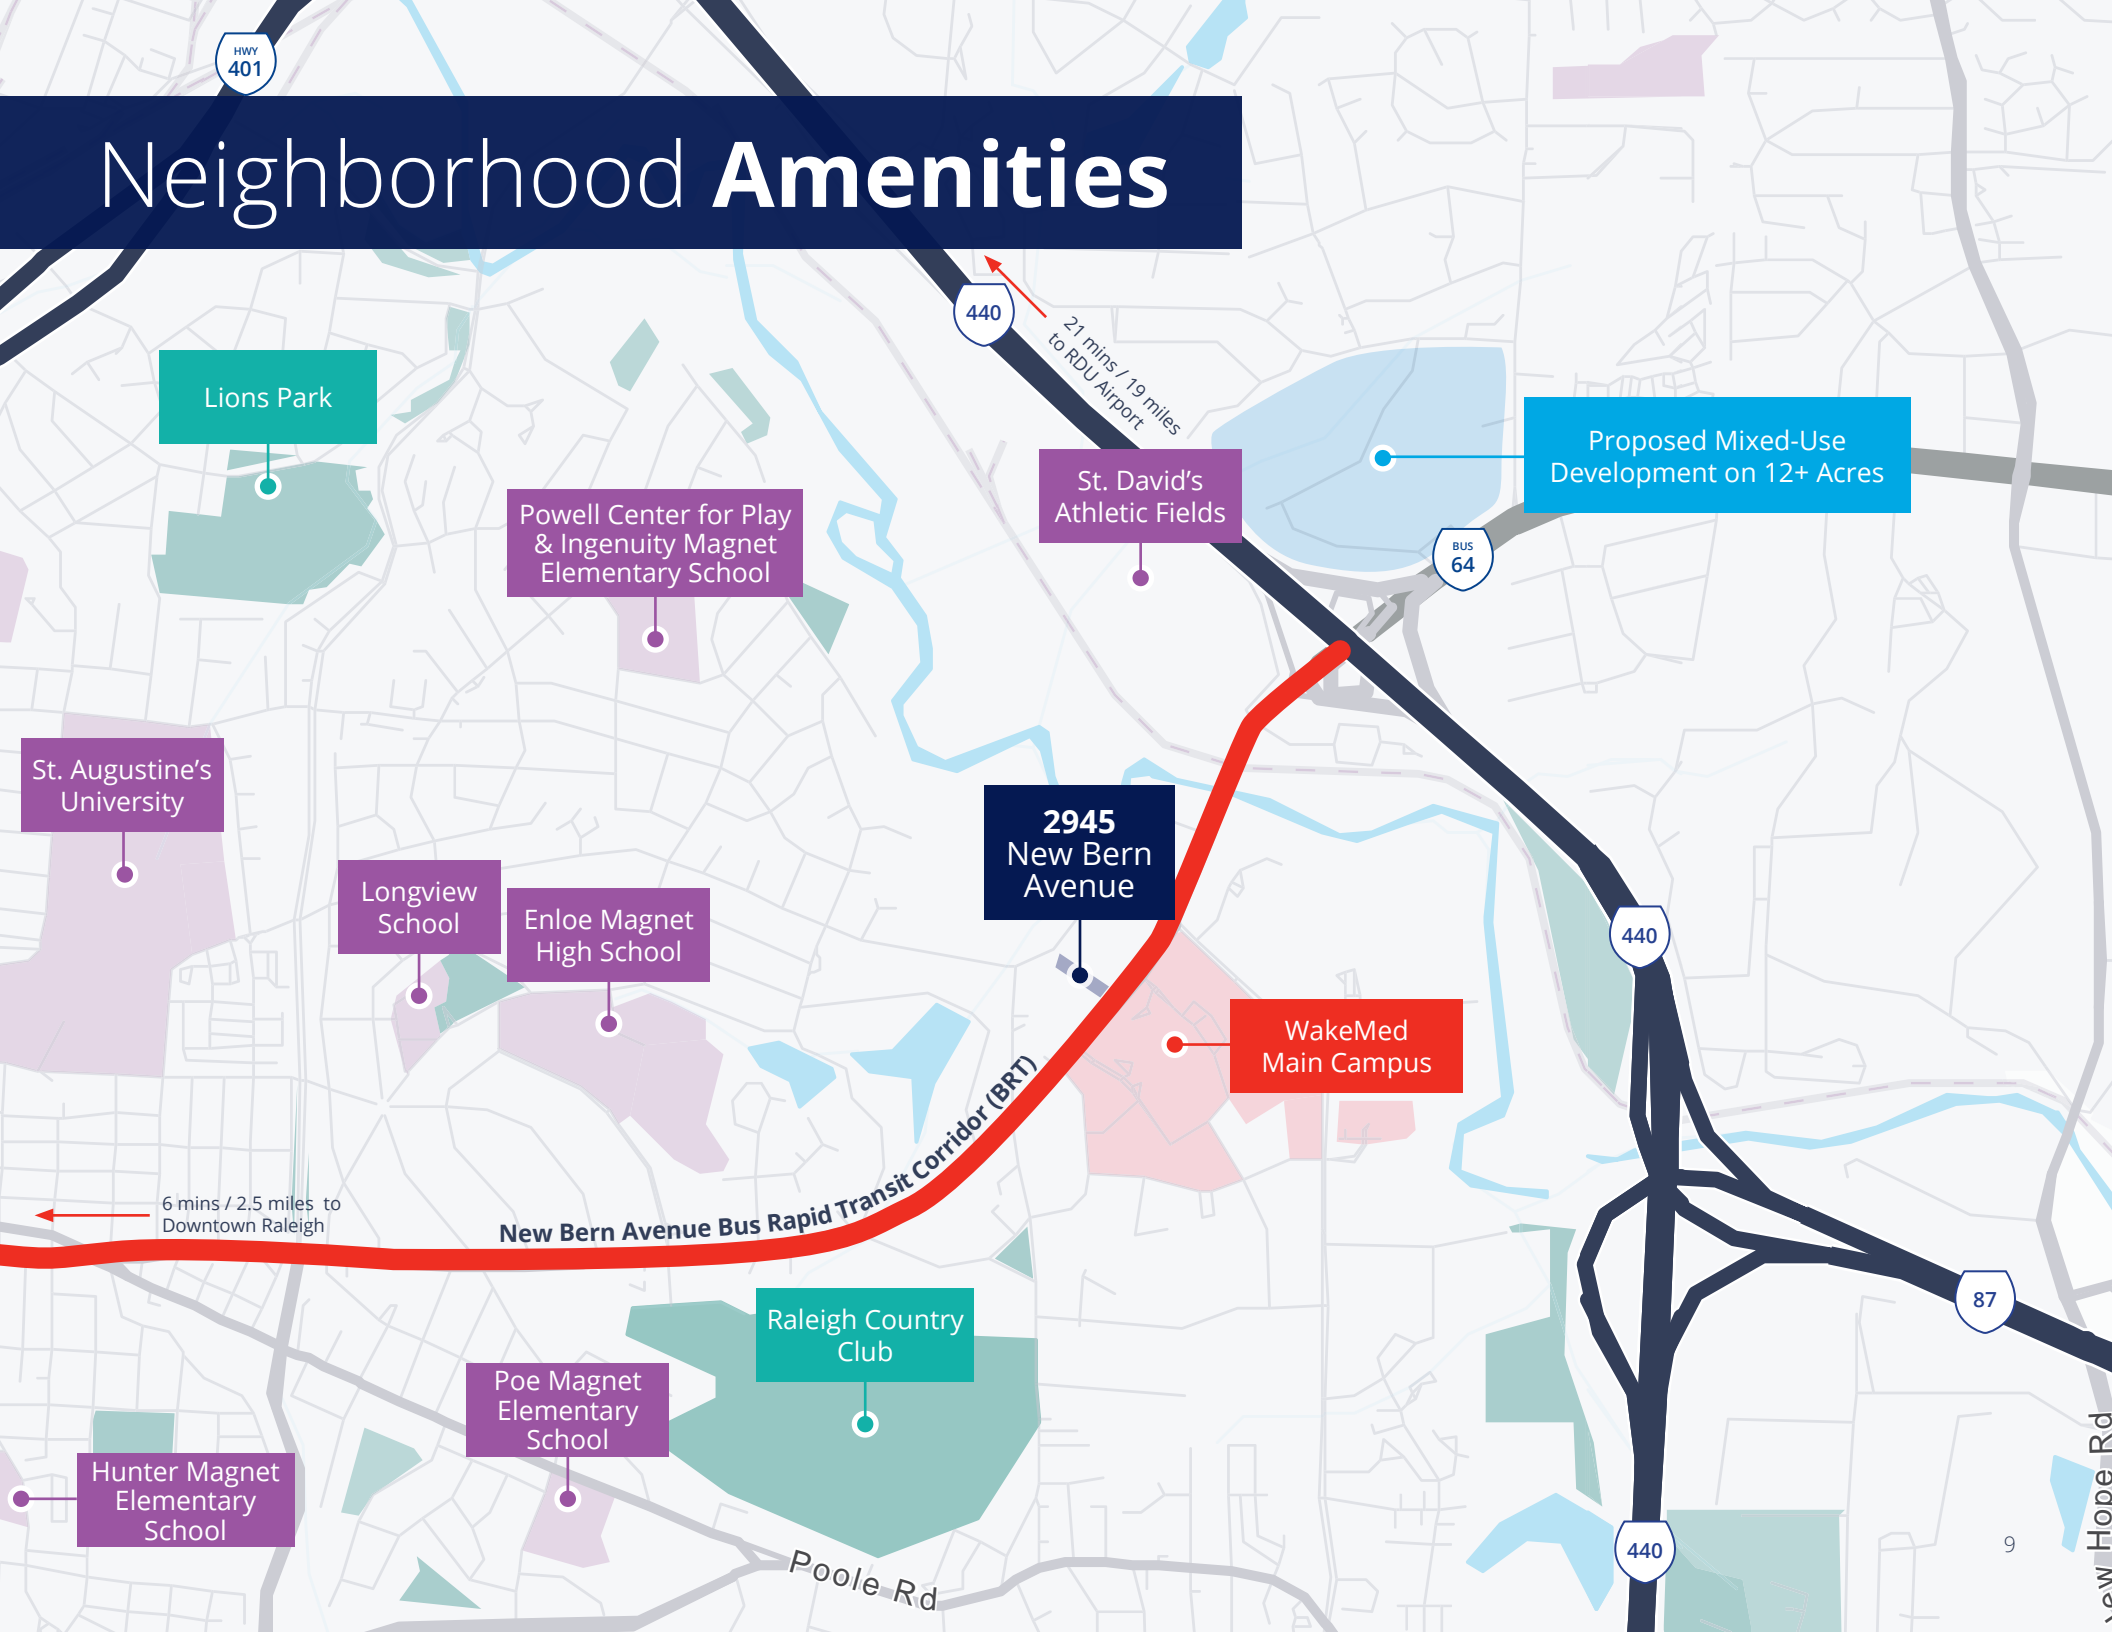 HWY
401
Neighborhood Amenities
440
21 mins / 19 miles
to RDU Airport
Lions Park
Proposed Mixed-Use
Development on 12+ Acres
St. David's
Athletic Fields
Powell Center for Play
& Ingenuity Magnet
Elementary School
BUS
64
St. Augustine's
University
2945
New Bern
Avenue
Longview
School
Enloe Magnet
High School
440
WakeMed
Main Campus
New Bern Avenue Bus Rapid Transit Corridor (BRT)
6 mins / 2.5 miles to
Downtown Raleigh
87
Raleigh Country
Club
Poe Magnet
Elementary
School
Hunter Magnet
Elementary
School
Poole Rd
440
9
ew Hope Rd